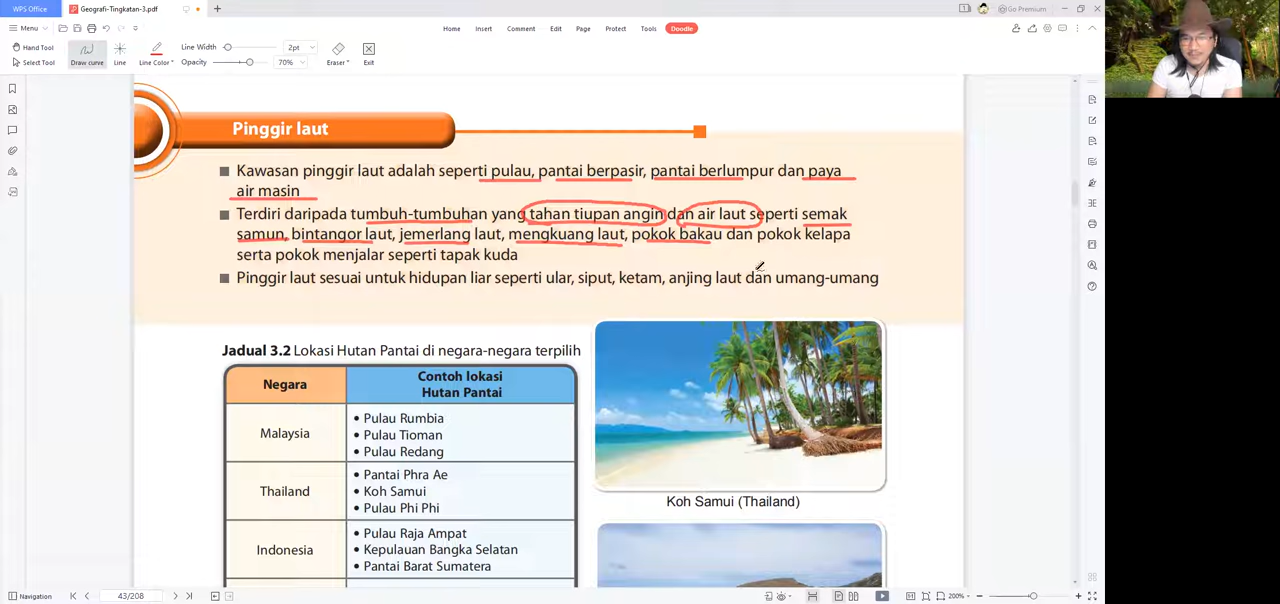 WPS Office
Geografi-Tingkatan-3.pdf
+
1
Go Premium
Menu
Home Insert Comment Edit Page Protect Tools Doodle
Hand Tool
Select Tool
Draw curve
Line
Line Color
Line Width
2pt
Opacity
70%
Eraser
Exit
Pinggir laut
Kawasan pinggir laut adalah seperti pulau, pantai berpasir, pantai berlumpur dan paya
air masin
Terdiri daripada tumbuh-tumbuhan yang tahan tiupan angin dan air laut seperti semak
samun, bintangor laut, jemerlang laut, mengkuang laut, pokok bakau dan pokok kelapa
serta pokok menjalar seperti tapak kuda
Pinggir laut sesuai untuk hidupan liar seperti ular, siput, ketam, anjing laut dan umang-umang
Jadual 3.2 Lokasi Hutan Pantai di negara-negara terpilih
Negara
Contoh lokasi
Hutan Pantai
Malaysia
• Pulau Rumbia
• Pulau Tioman
• Pulau Redang
Thailand
• Pantai Phra Ae
• Koh Samui
• Pulau Phi Phi
Indonesia
• Pulau Raja Ampat
• Kepulauan Bangka Selatan
• Pantai Barat Sumatera
Koh Samui (Thailand)
Navigation
43/208
200%